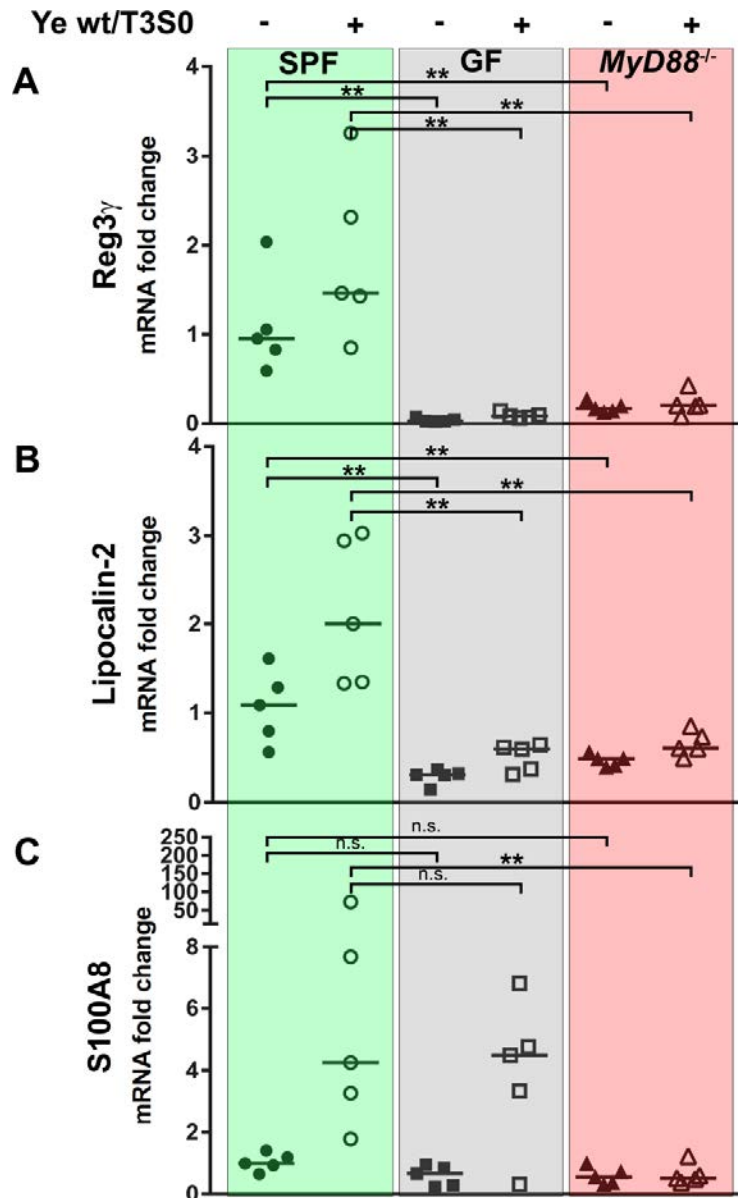 Ye wt/T3S0 - + - + - +
SPF GF MyD88-/-
A
Reg3γ
mRNA fold change
4
3
2
1
0
**
**
**
**
B
Lipocalin-2
mRNA fold change
4
3
2
1
0
**
**
**
**
C
S100A8
mRNA fold change
250
200
150
100
50
8
6
4
2
0
n.s.
n.s.
**
n.s.